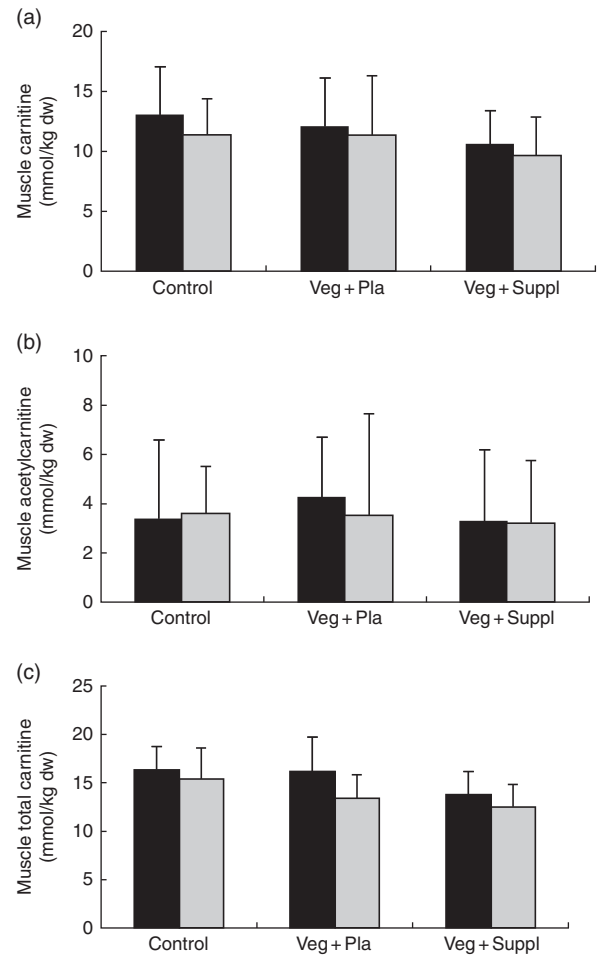 (a)
Muscle carnitine
(mmol/kg dw)
20
15
10
5
0
Control
Veg + Pla
Veg + Suppl
(b)
Muscle acetylcarnitine
(mmol/kg dw)
10
8
6
4
2
0
Control
Veg + Pla
Veg + Suppl
(c)
Muscle total carnitine
(mmol/kg dw)
25
20
15
10
5
0
Control
Veg + Pla
Veg + Suppl